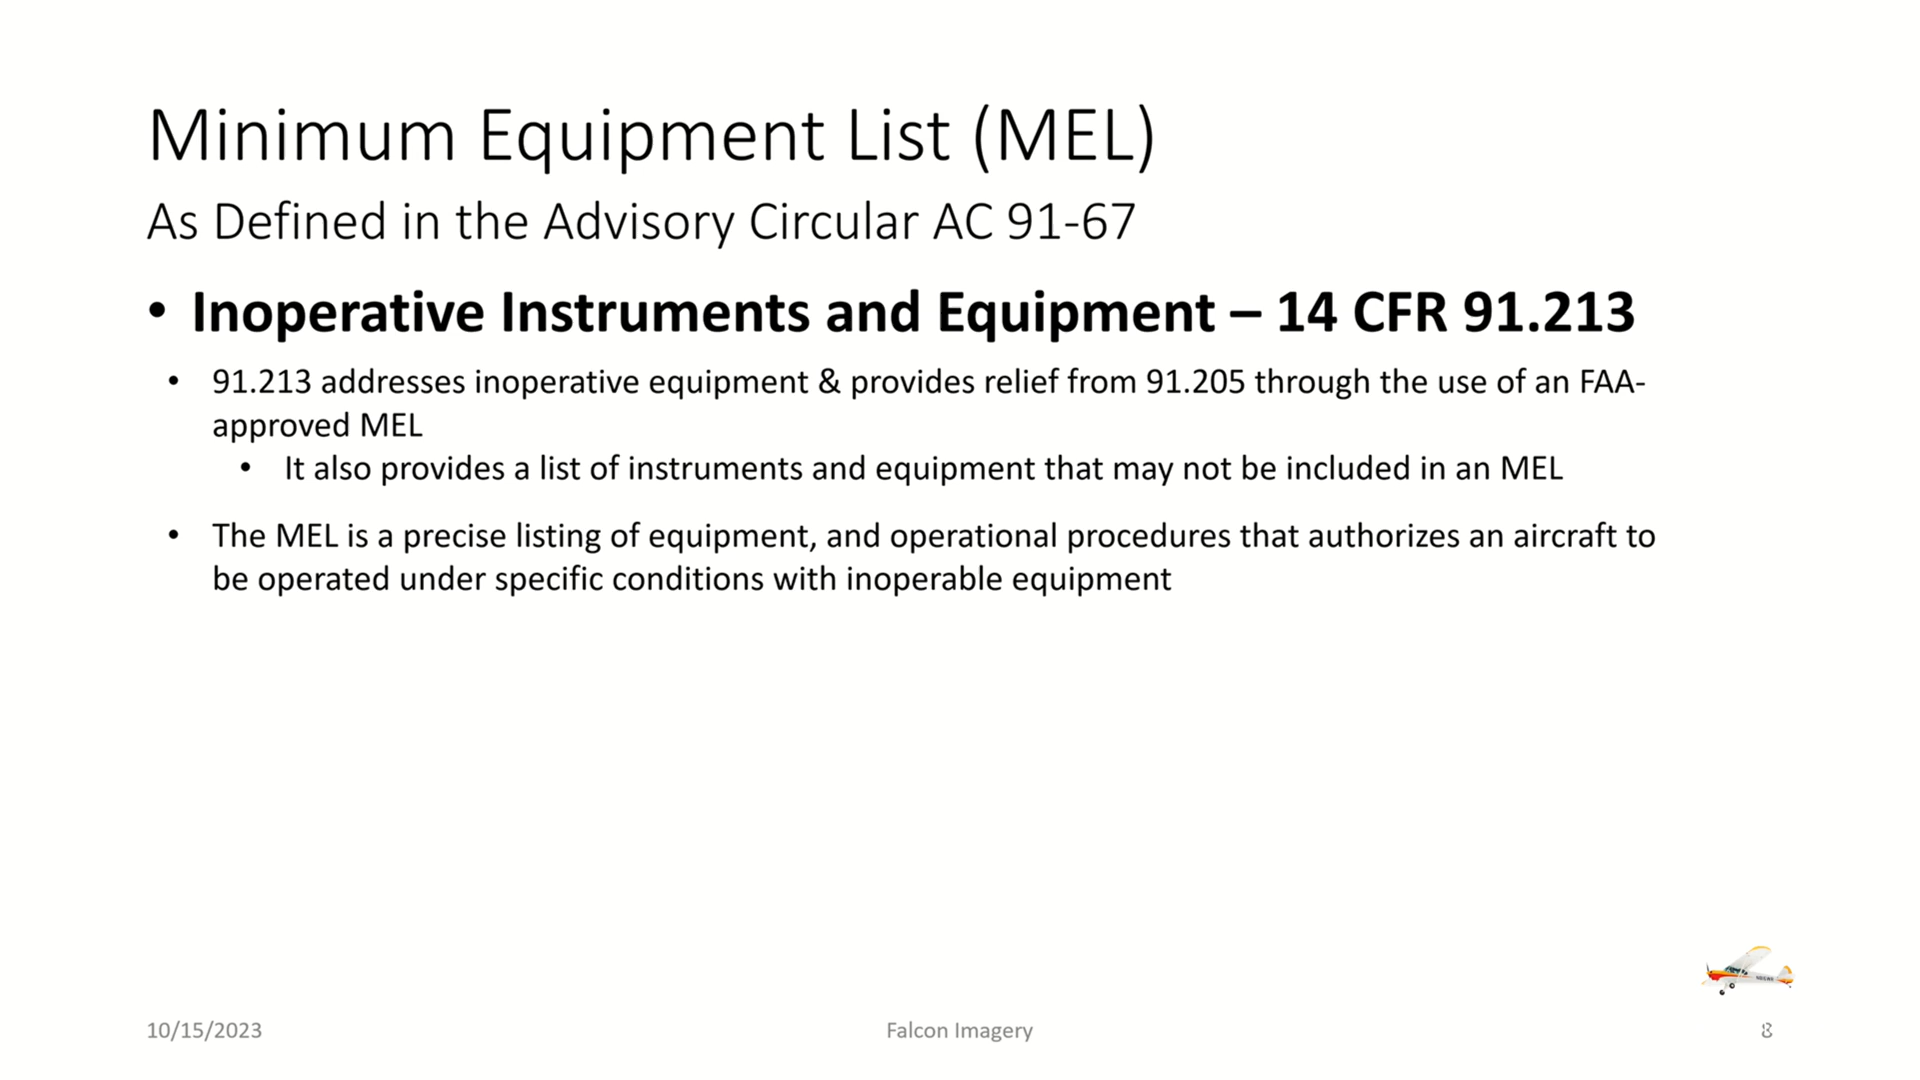 Minimum Equipment List (MEL)
As Defined in the Advisory Circular AC 91-67
• Inoperative Instruments and Equipment – 14 CFR 91.213
• 91.213 addresses inoperative equipment & provides relief from 91.205 through the use of an FAA-
approved MEL
• It also provides a list of instruments and equipment that may not be included in an MEL
• The MEL is a precise listing of equipment, and operational procedures that authorizes an aircraft to
be operated under specific conditions with inoperable equipment
10/15/2023
Falcon Imagery
8